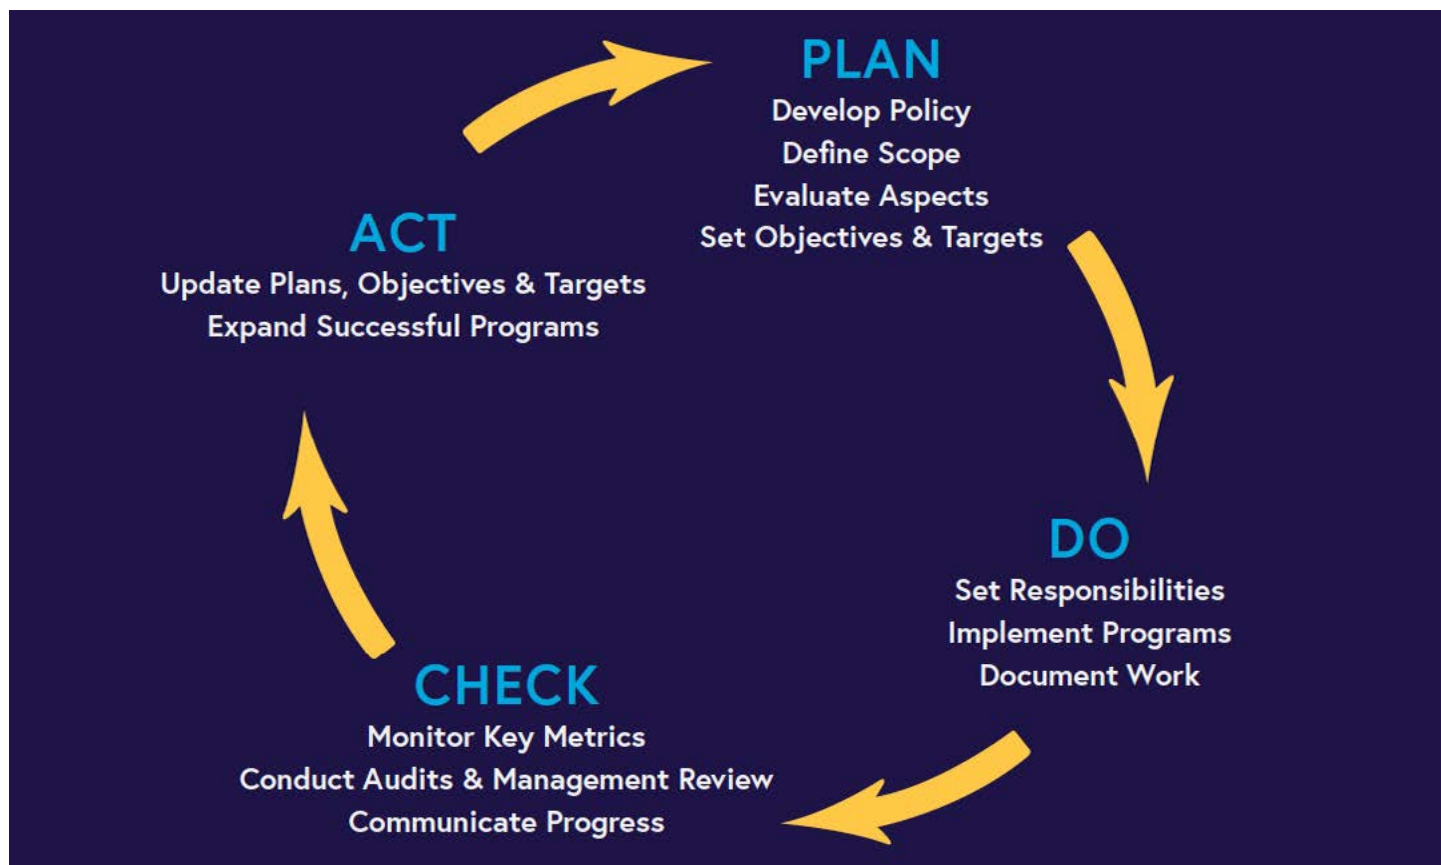 PLAN
Develop Policy
Define Scope
Evaluate Aspects
Set Objectives & Targets
DO
Set Responsibilities
Implement Programs
Document Work
CHECK
Monitor Key Metrics
Conduct Audits & Management Review
Communicate Progress
ACT
Update Plans, Objectives & Targets
Expand Successful Programs